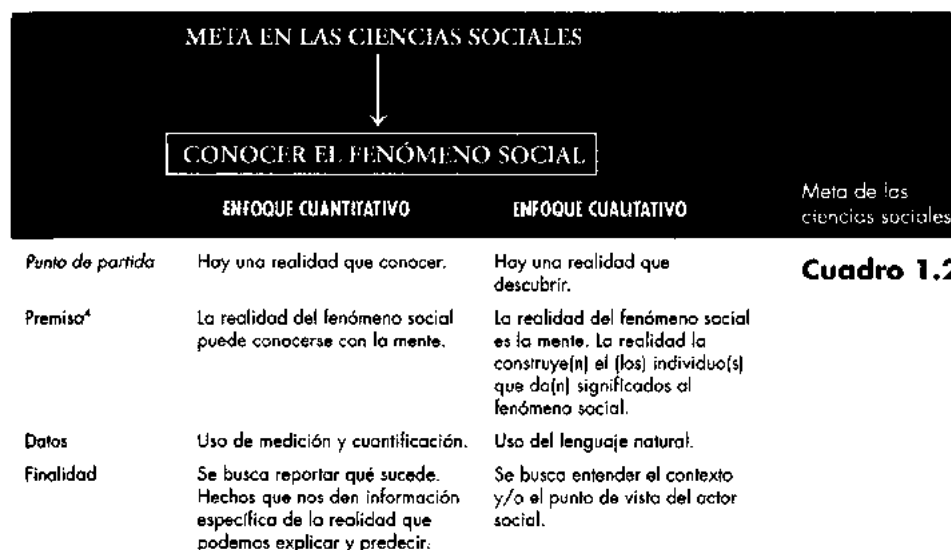 META EN LAS CIENCIAS SOCIALES
CONOCER EL FENÓMENO SOCIAL
ENFOQUE CUANTITATIVO ENFOQUE CUALITATIVO
Meta de las
ciencias sociales
Cuadro 1.2
Punto de partida Hay una realidad que conocer. Hay una realidad que
descubrir.
Premisa⁴ La realidad del fenómeno social La realidad del fenómeno social
puede conocerse con la mente. es la mente. La realidad la
construye(n) el (los) individuo(s)
que da(n) significados al
fenómeno social.
Datos Uso de medición y cuantificación. Uso del lenguaje natural.
Finalidad Se busca reportar qué sucede. Se busca entender el contexto
Hechos que nos den información y/o el punto de vista del actor
específica de la realidad que social.
podemos explicar y predecir.